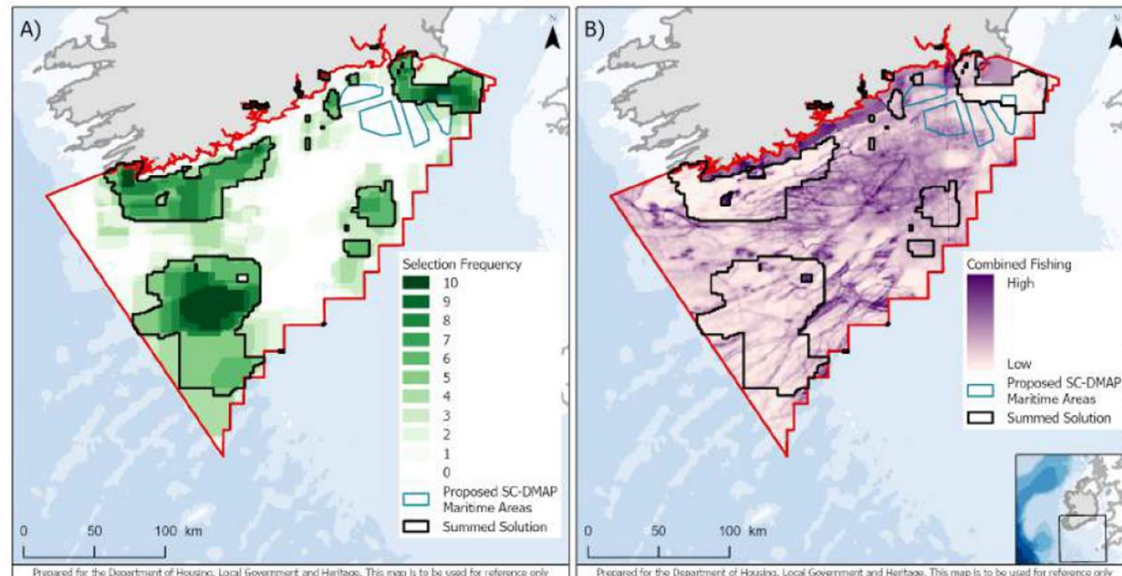 A)
N
Selection Frequency
10
9
8
7
6
5
4
3
2
1
0
Proposed SC-DMAP
Maritime Areas
Summed Solution
0 50 100 km
Prepared for the Department of Housing, Local Government and Heritage. This map is to be used for reference only
B)
N
Combined Fishing
High
Low
Proposed SC-DMAP
Maritime Areas
Summed Solution
0 50 100 km
Prepared for the Department of Housing, Local Government and Heritage. This map is to be used for reference only